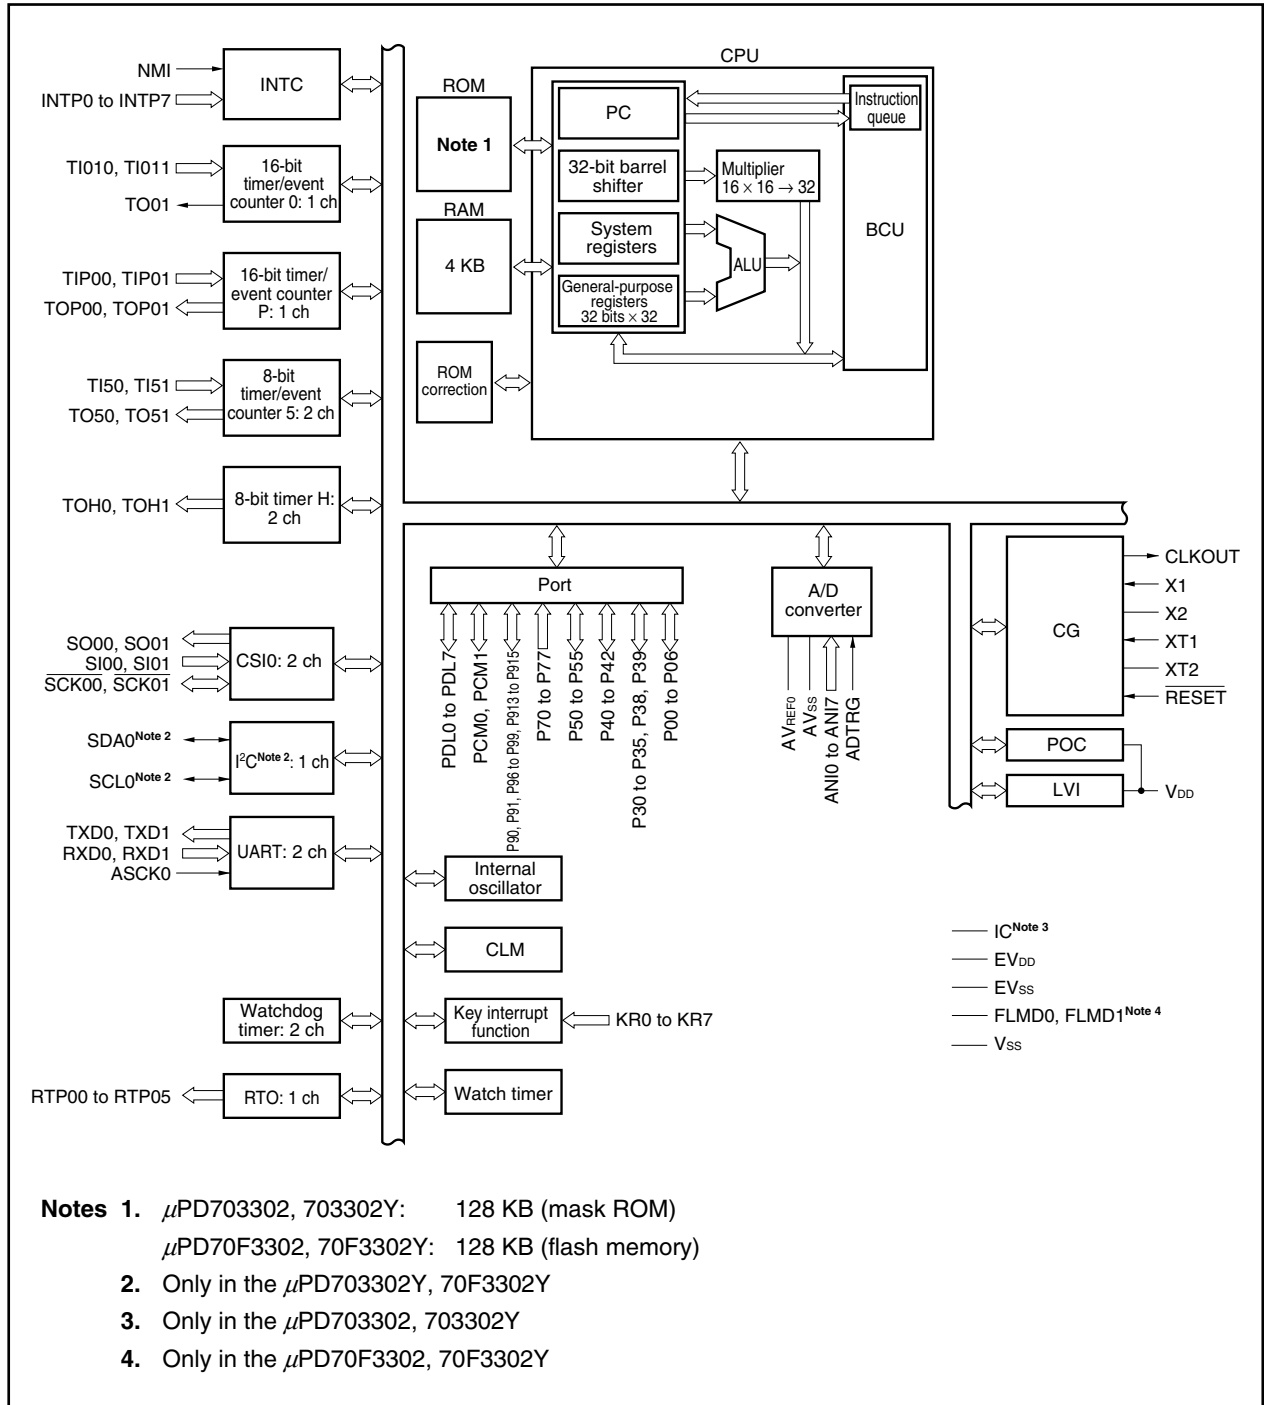 NMI
INTP0 to INTP7
INTC
TI010, TI011
TO01
16-bit
timer/event
counter 0: 1 ch
TIP00, TIP01
TOP00, TOP01
16-bit timer/
event counter
P: 1 ch
TI50, TI51
TO50, TO51
8-bit
timer/event
counter 5: 2 ch
TOH0, TOH1
8-bit timer H:
2 ch
SO00, SO01
SI00, SI01
SCK00, SCK01
CSI0: 2 ch
SDA0Note 2
SCL0Note 2
I2CNote 2: 1 ch
TXD0, TXD1
RXD0, RXD1
ASCK0
UART: 2 ch
Watchdog
timer: 2 ch
RTP00 to RTP05
RTO: 1 ch
ROM
Note 1
RAM
4 KB
ROM
correction
CPU
PC
32-bit barrel
shifter
System
registers
General-purpose
registers
32 bits × 32
Multiplier
16 × 16 → 32
ALU
Instruction
queue
BCU
Port
PDL0 to PDL7
PCM0, PCM1
P90, P91, P96 to P99, P913 to P915
P70 to P77
P50 to P55
P40 to P42
P30 to P35, P38, P39
P00 to P06
A/D
converter
AVREF0
AVSS
ANI0 to ANI7
ADTRG
CG
CLKOUT
X1
X2
XT1
XT2
RESET
POC
LVI
VDD
Internal
oscillator
CLM
Key interrupt
function
KR0 to KR7
Watch timer
ICNote 3
EVDD
EVSS
FLMD0, FLMD1Note 4
VSS
Notes 1. μPD703302, 703302Y: 128 KB (mask ROM)
μPD70F3302, 70F3302Y: 128 KB (flash memory)
2. Only in the μPD703302Y, 70F3302Y
3. Only in the μPD703302, 703302Y
4. Only in the μPD70F3302, 70F3302Y